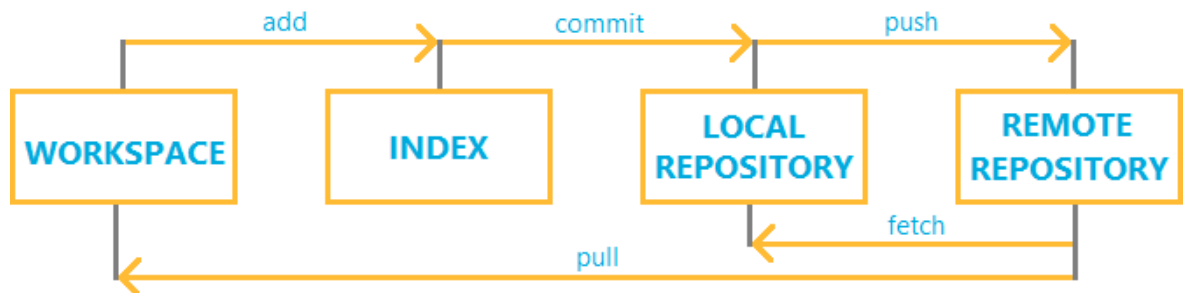 add
commit
push
WORKSPACE
INDEX
LOCAL
REPOSITORY
REMOTE
REPOSITORY
fetch
pull